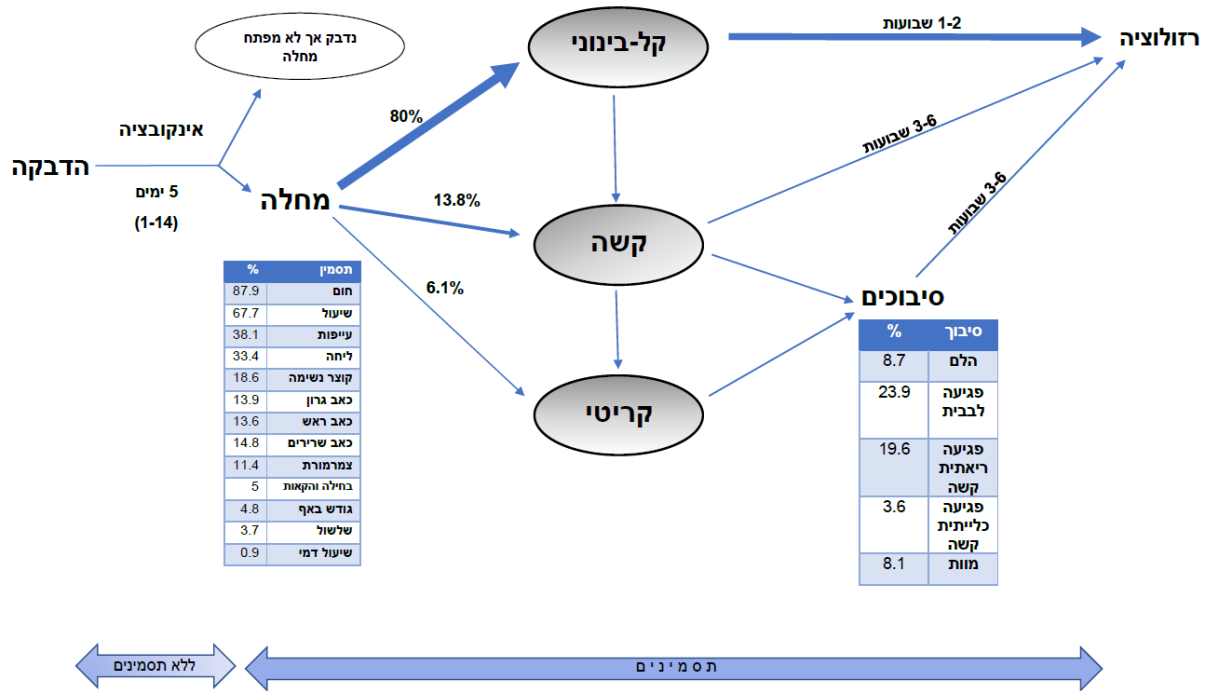 נדבק אך לא מפתח
מחלה
קל-בינוני
1-2 שבועות
רזולוציה
אינקובציה
80%
הדבקה
5 ימים
(1-14)
מחלה
13.8%
קשה
3-6 שבועות
3-6 שבועות
6.1%
קריטי
סיבוכים
תסמין %
חום 87.9
שיעול 67.7
עייפות 38.1
ליחה 33.4
קוצר נשימה 18.6
כאב גרון 13.9
כאב ראש 13.6
כאב שרירים 14.8
צמרמורת 11.4
בחילה והקאות 5
גודש באף 4.8
שלשול 3.7
שיעול דמי 0.9
סיבוך %
הלם 8.7
פגיעה 23.9
לבבית
פגיעה 19.6
ריאתית
קשה
פגיעה 3.6
כלייתית
קשה
מוות 8.1
ללא תסמינים
ת ס מ י נ י ם